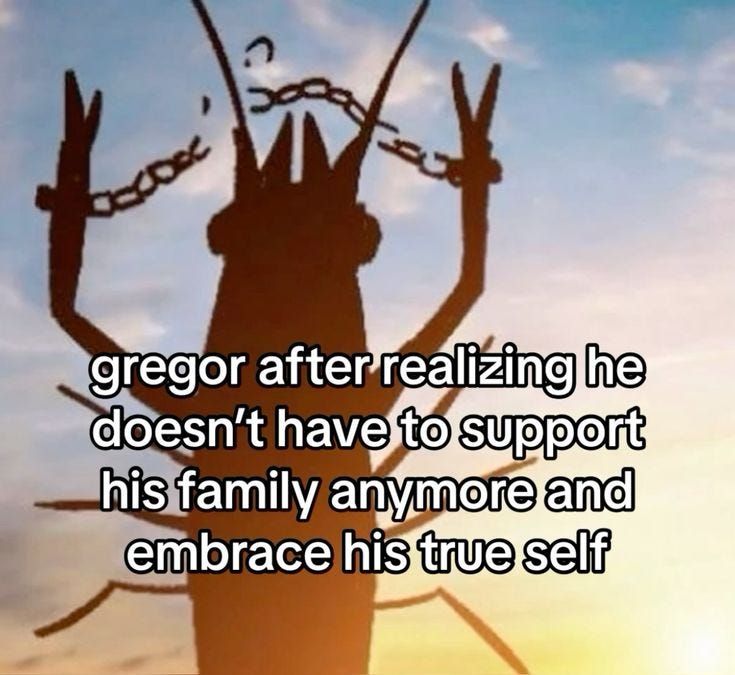 gregor after realizing he
doesn't have to support
his family anymore and
embrace his true self